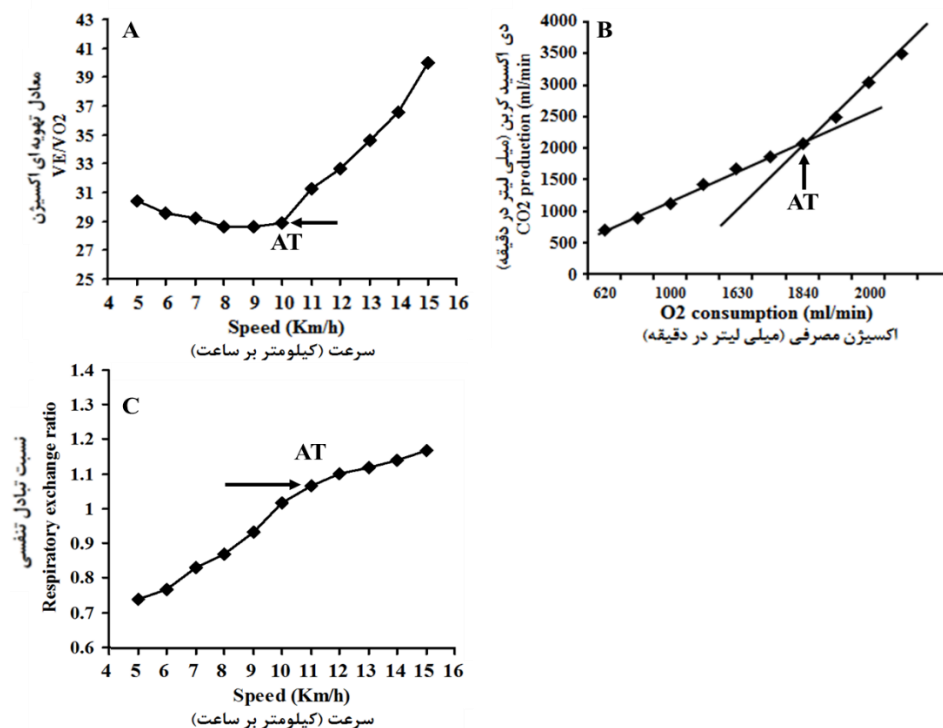 A
معادل تهویه ای اکسیژن
VE/VO2
43
41
39
37
35
33
31
29
27
25
AT
4 5 6 7 8 9 10 11 12 13 14 15 16
Speed (Km/h)
سرعت (کیلومتر بر ساعت)
B
دی اکسید کربن (میلی لیتر در دقیقه)
CO2 production (ml/min)
4000
3500
3000
2500
2000
1500
1000
500
0
AT
620 1000 1630 1840 2000
O2 consumption (ml/min)
اکسیژن مصرفی (میلی لیتر در دقیقه)
C
نسبت تبادل تنفسی
Respiratory exchange ratio
1.4
1.3
1.2
1.1
1
0.9
0.8
0.7
0.6
AT
4 5 6 7 8 9 10 11 12 13 14 15 16
Speed (Km/h)
سرعت (کیلومتر بر ساعت)